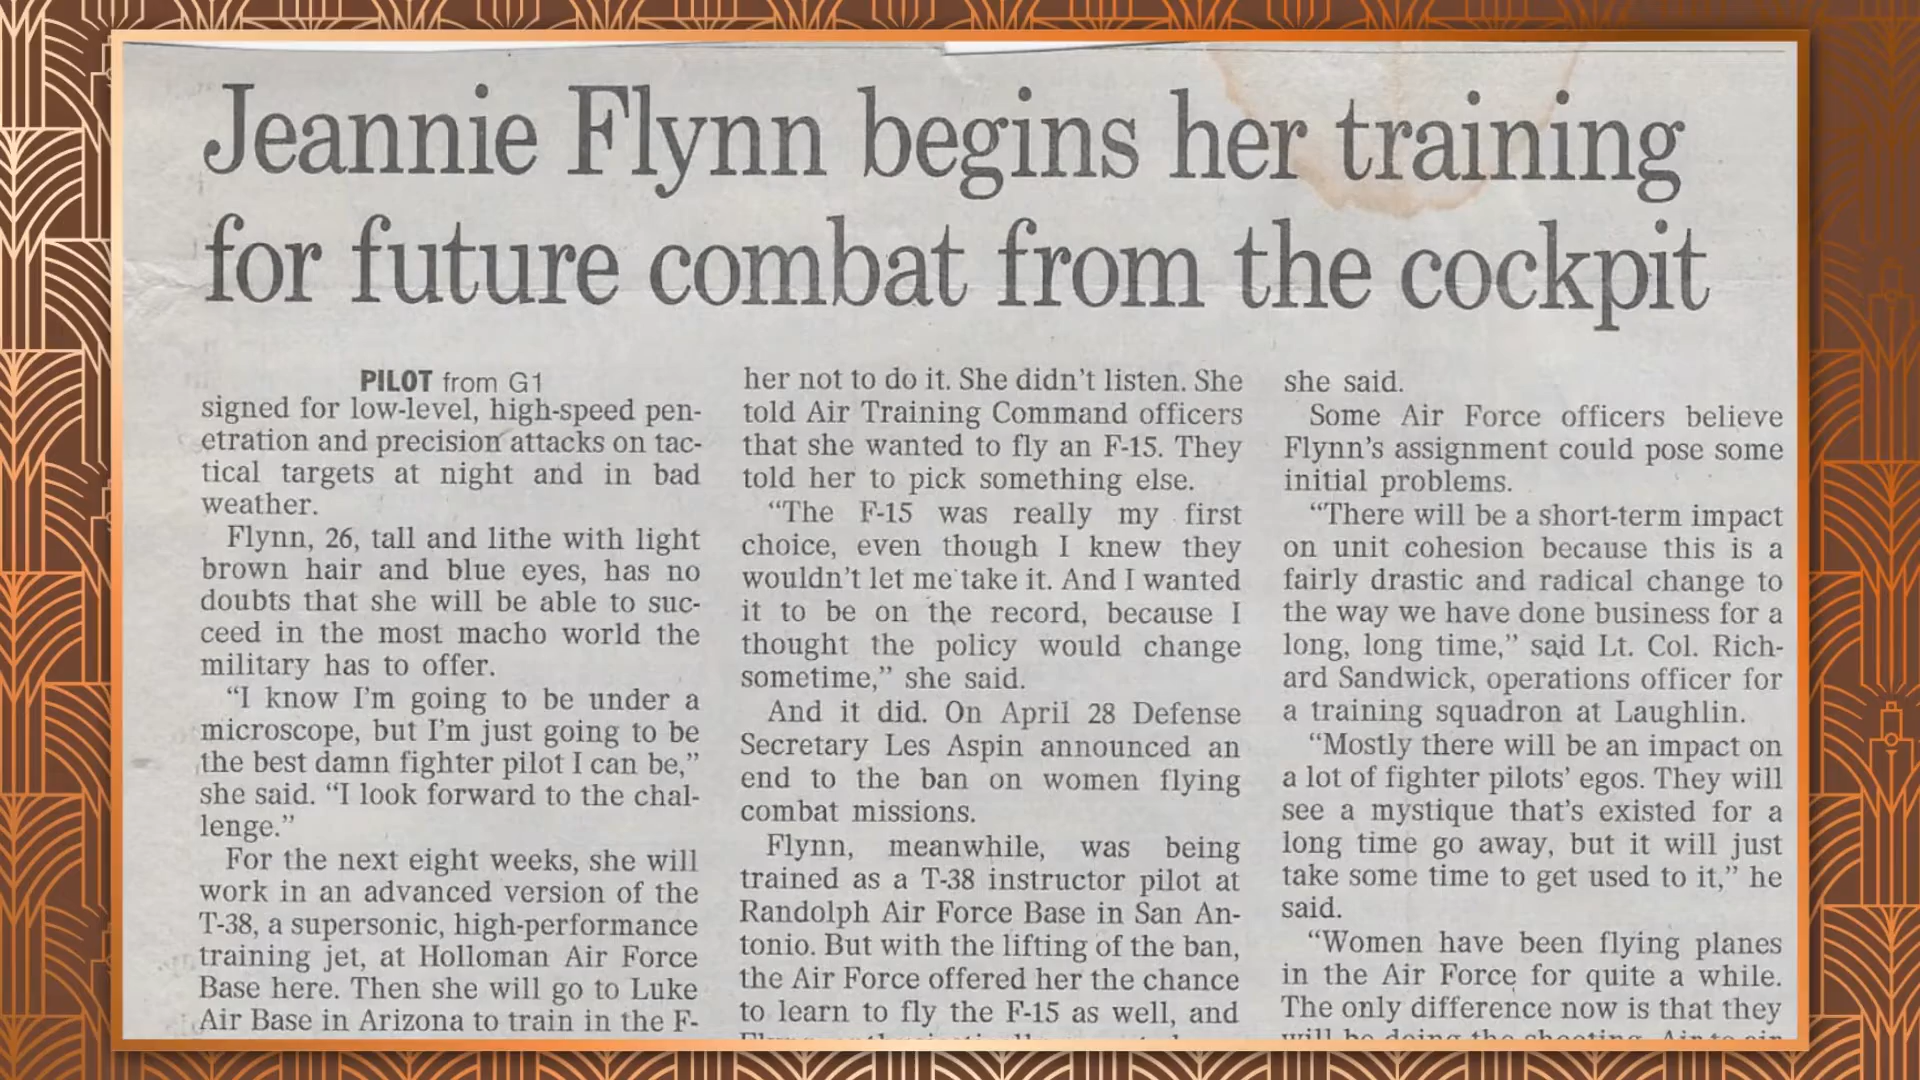 Jeannie Flynn begins her training
for future combat from the cockpit
PILOT from G1
signed for low-level, high-speed pen-
etration and precision attacks on tac-
tical targets at night and in bad
weather.
Flynn, 26, tall and lithe with light
brown hair and blue eyes, has no
doubts that she will be able to suc-
ceed in the most macho world the
military has to offer.
“I know I’m going to be under a
microscope, but I’m just going to be
the best damn fighter pilot I can be,”
she said. “I look forward to the chal-
lenge.”
For the next eight weeks, she will
work in an advanced version of the
T-38, a supersonic, high-performance
training jet, at Holloman Air Force
Base here. Then she will go to Luke
Air Base in Arizona to train in the F-
her not to do it. She didn’t listen. She
told Air Training Command officers
that she wanted to fly an F-15. They
told her to pick something else.
“The F-15 was really my first
choice, even though I knew they
wouldn’t let me take it. And I wanted
it to be on the record, because I
thought the policy would change
sometime,” she said.
And it did. On April 28 Defense
Secretary Les Aspin announced an
end to the ban on women flying
combat missions.
Flynn, meanwhile, was being
trained as a T-38 instructor pilot at
Randolph Air Force Base in San An-
tonio. But with the lifting of the ban,
the Air Force offered her the chance
to learn to fly the F-15 as well, and
she said.
Some Air Force officers believe
Flynn’s assignment could pose some
initial problems.
“There will be a short-term impact
on unit cohesion because this is a
fairly drastic and radical change to
the way we have done business for a
long, long time,” said Lt. Col. Rich-
ard Sandwick, operations officer for
a training squadron at Laughlin.
“Mostly there will be an impact on
a lot of fighter pilots’ egos. They will
see a mystique that’s existed for a
long time go away, but it will just
take some time to get used to it,” he
said.
“Women have been flying planes
in the Air Force for quite a while.
The only difference now is that they
will be doing the shooting. Air-to-air